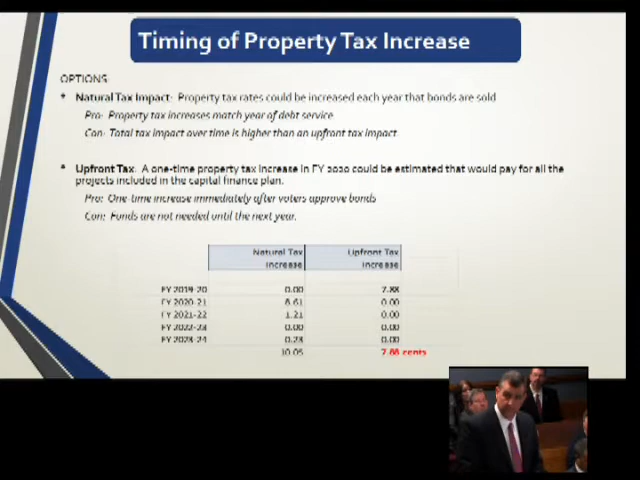 Timing of Property Tax Increase
OPTIONS
• Natural Tax Impact: Property tax rates could be increased each year that bonds are sold
Pro: Property tax increases match year of debt service
Con: Total tax impact over time is higher than an upfront tax impact
• Upfront Tax. A one-time property tax increase in FY 2020 could be estimated that would pay for all the
projects included in the capital finance plan.
Pro: One-time increase immediately after voters approve bonds
Con: Funds are not needed until the next year.
Natural Tax Upfront Tax
Increase Increase
FY 2019-20 0.00 7.88
FY 2020-21 8.61 0.00
FY 2021-22 1.21 0.00
FY 2022-23 0.00 0.00
FY 2023-24 0.23 0.00
10.05 7.88 cents